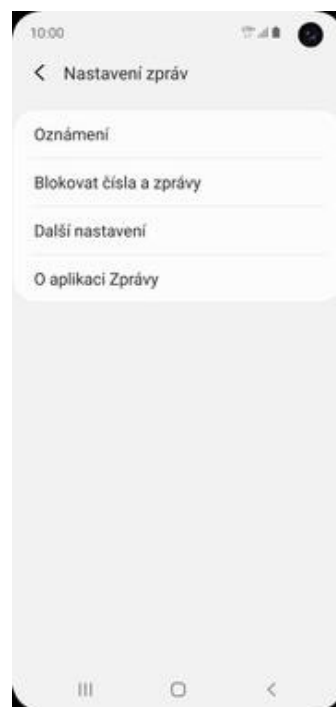 10:00
Nastavení zpráv
Oznámení
Blokovat čísla a zprávy
Další nastavení
O aplikaci Zprávy